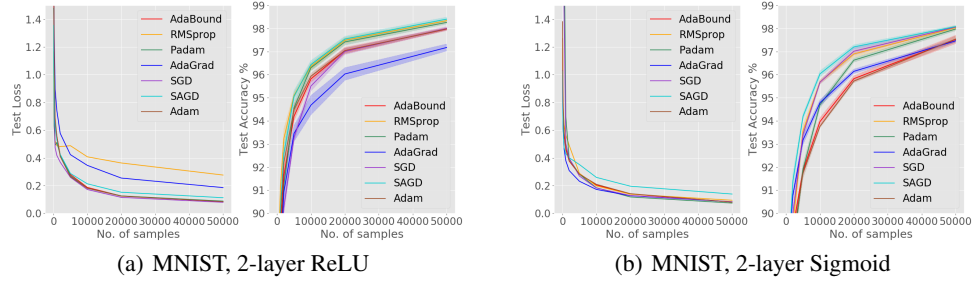 Test Loss
1.4
1.2
1.0
0.8
0.6
0.4
0.2
0.0
AdaBound
RMSprop
Padam
AdaGrad
SGD
SAGD
Adam
0 10000 20000 30000 40000 50000
No. of samples
Test Accuracy %
99
98
97
96
95
94
93
92
91
90
AdaBound
RMSprop
Padam
AdaGrad
SGD
SAGD
Adam
0 10000 20000 30000 40000 50000
No. of samples
(a) MNIST, 2-layer ReLU
Test Loss
1.4
1.2
1.0
0.8
0.6
0.4
0.2
0.0
AdaBound
RMSprop
Padam
AdaGrad
SGD
SAGD
Adam
0 10000 20000 30000 40000 50000
No. of samples
Test Accuracy %
99
98
97
96
95
94
93
92
91
90
AdaBound
RMSprop
Padam
AdaGrad
SGD
SAGD
Adam
0 10000 20000 30000 40000 50000
No. of samples
(b) MNIST, 2-layer Sigmoid